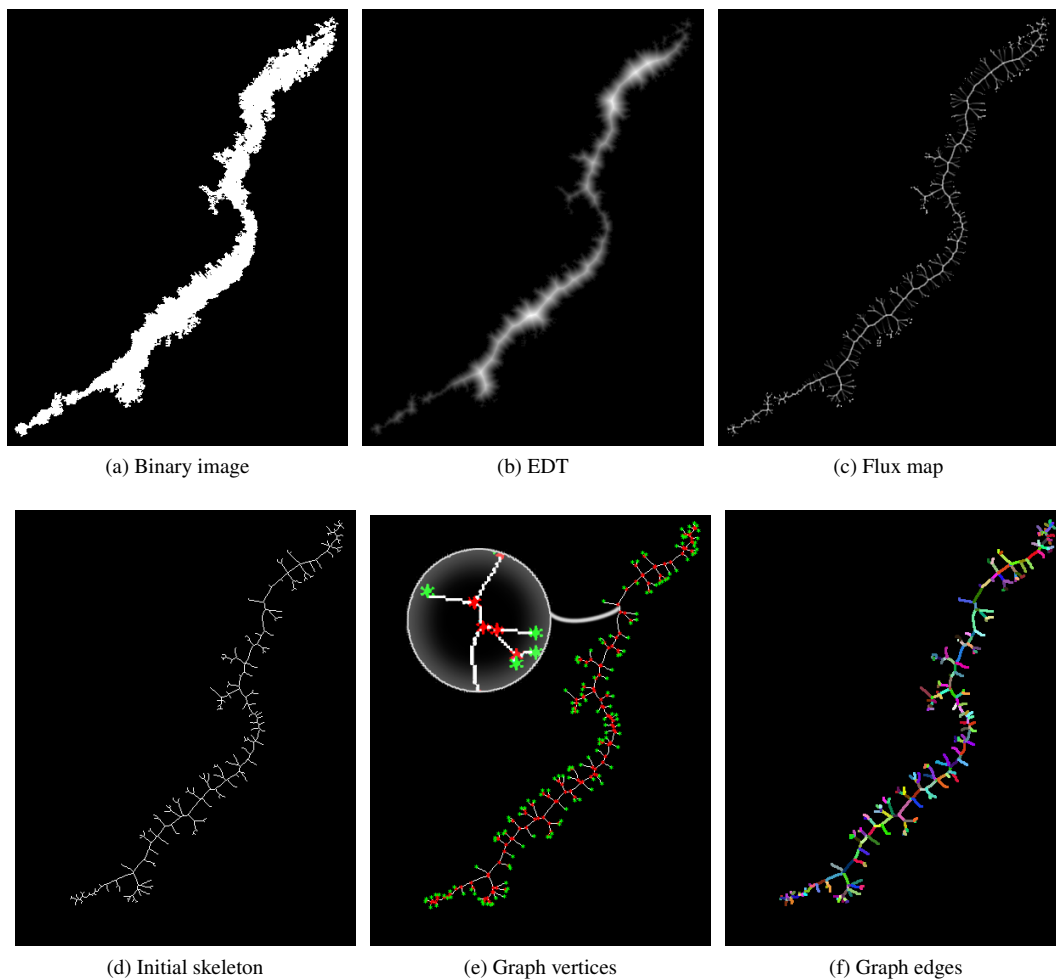 (a) Binary image
(b) EDT
(c) Flux map
(d) Initial skeleton
(e) Graph vertices
(f) Graph edges